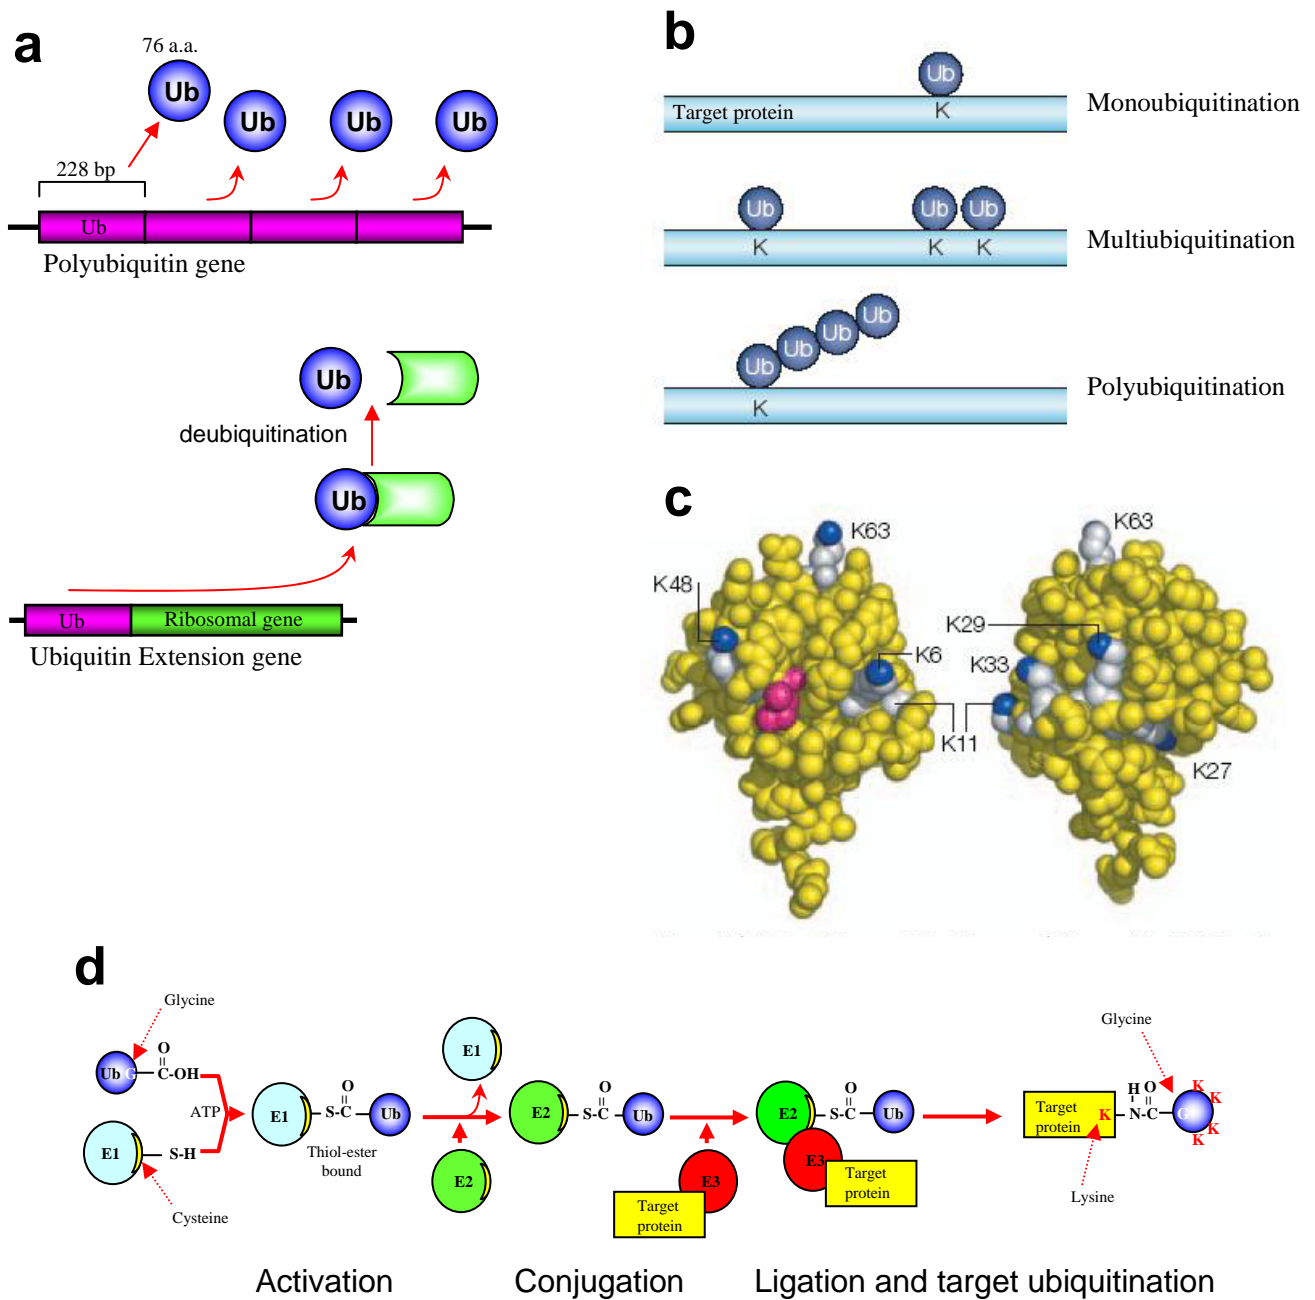 a
76 a.a.
Ub
Ub
Ub
Ub
228 bp
Ub
Polyubiquitin gene
Ub
deubiquitination
Ub
Ub
Ribosomal gene
Ubiquitin Extension gene
b
Ub
Target protein
K
Monoubiquitination
Ub
Ub
Ub
K
K
K
Multiubiquitination
Ub
Ub
Ub
Ub
K
Polyubiquitination
c
K63
K48
K6
K11
K63
K29
K33
K27
d
Glycine
Ub G
O
C-OH
ATP
E1
S-H
Cysteine
E1
O
S-C
Ub
Thiol-ester
bound
E1
E2
E2
O
S-C
Ub
E3
Target
protein
E2
O
S-C
Ub
E3
Target
protein
Glycine
Target
protein
K
H
N
O
C
G
K
K
K
K
Lysine
Activation
Conjugation
Ligation and target ubiquitination